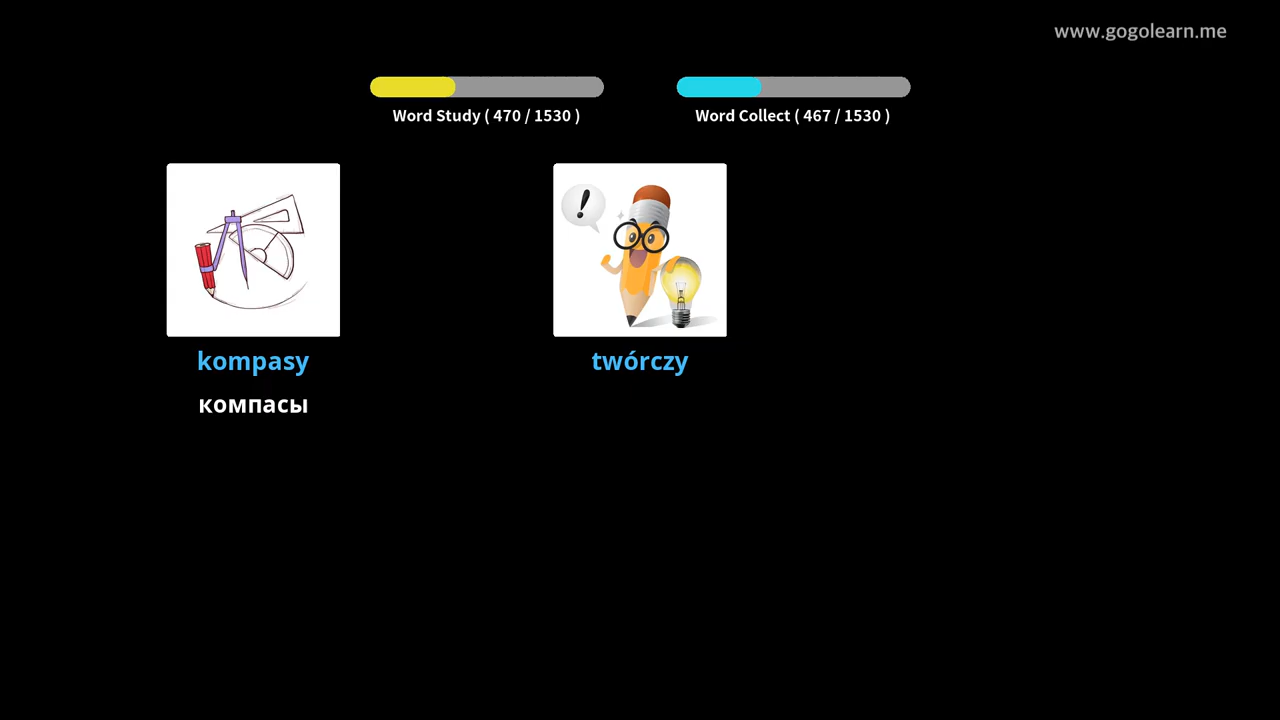 www.gogolearn.me
Word Study ( 470 / 1530 )
Word Collect ( 467 / 1530 )
!
kompasy
twórczy
компасы